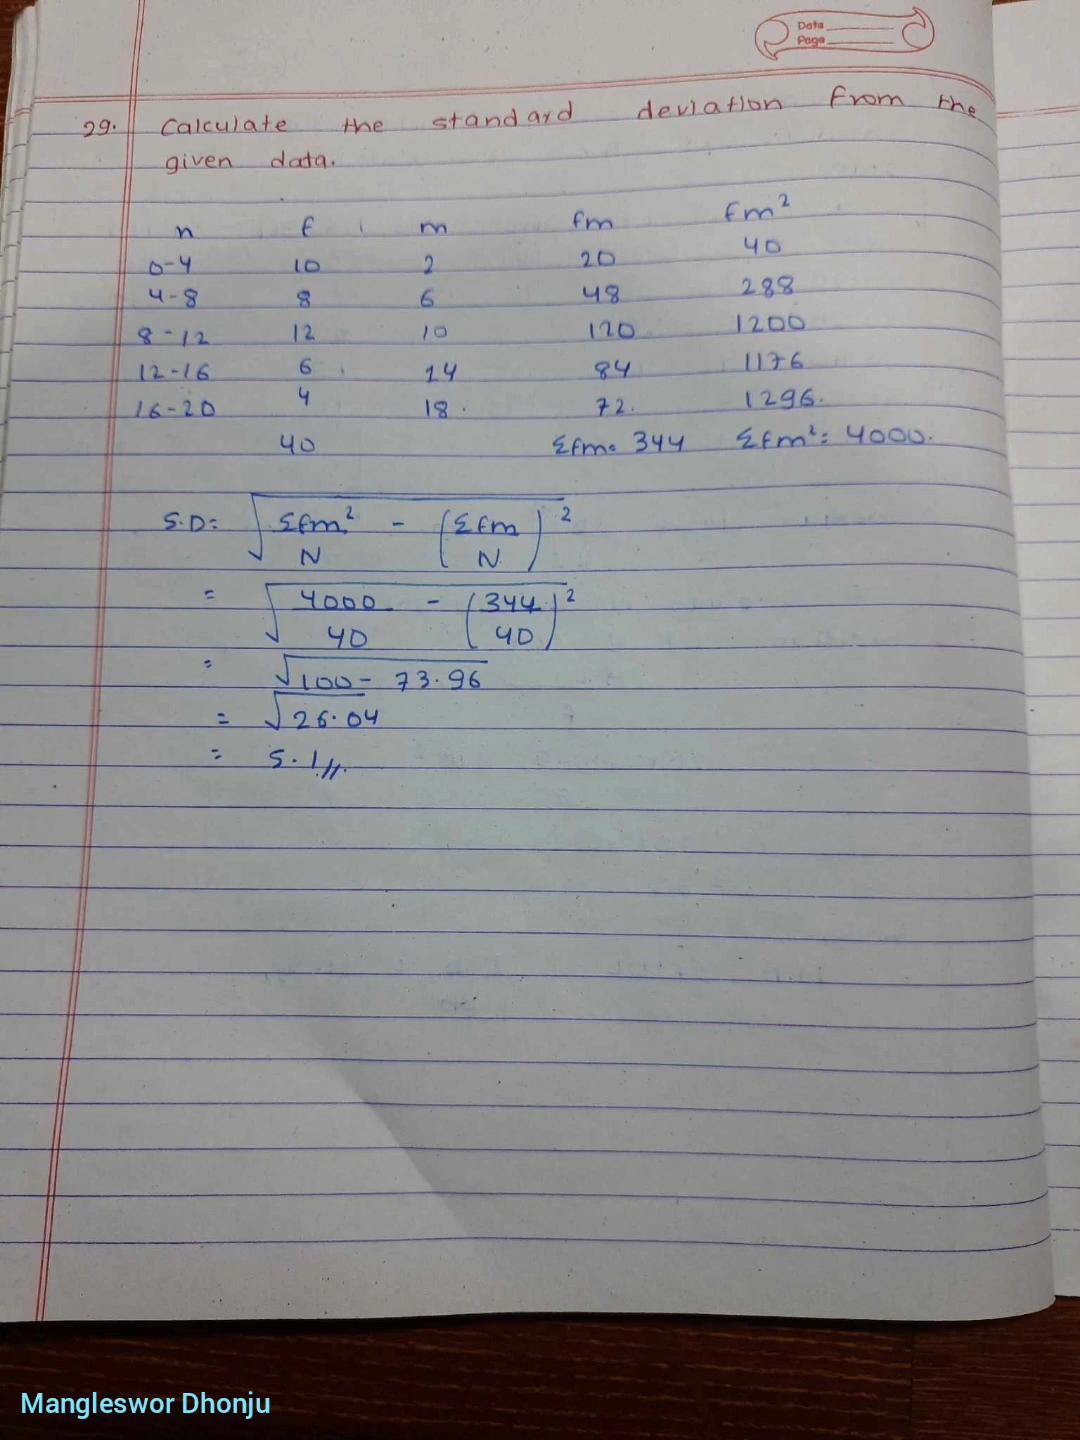 Date
Page
29. Calculate the standard deviation from the
given data.
n f m fm fm²
0-4 10 2 20 40
4-8 8 6 48 288
8-12 12 10 120 1200
12-16 6 14 84 1176
16-20 4 18. 72. 1296.
40 Σfm= 344 Σfm²= 4000.
S.D= √ Σfm²/N - (Σfm/N)²
= √ 4000/40 - (344/40)²
= √100 - 73.96
= √26.04
= 5.1//.
Mangleswor Dhonju